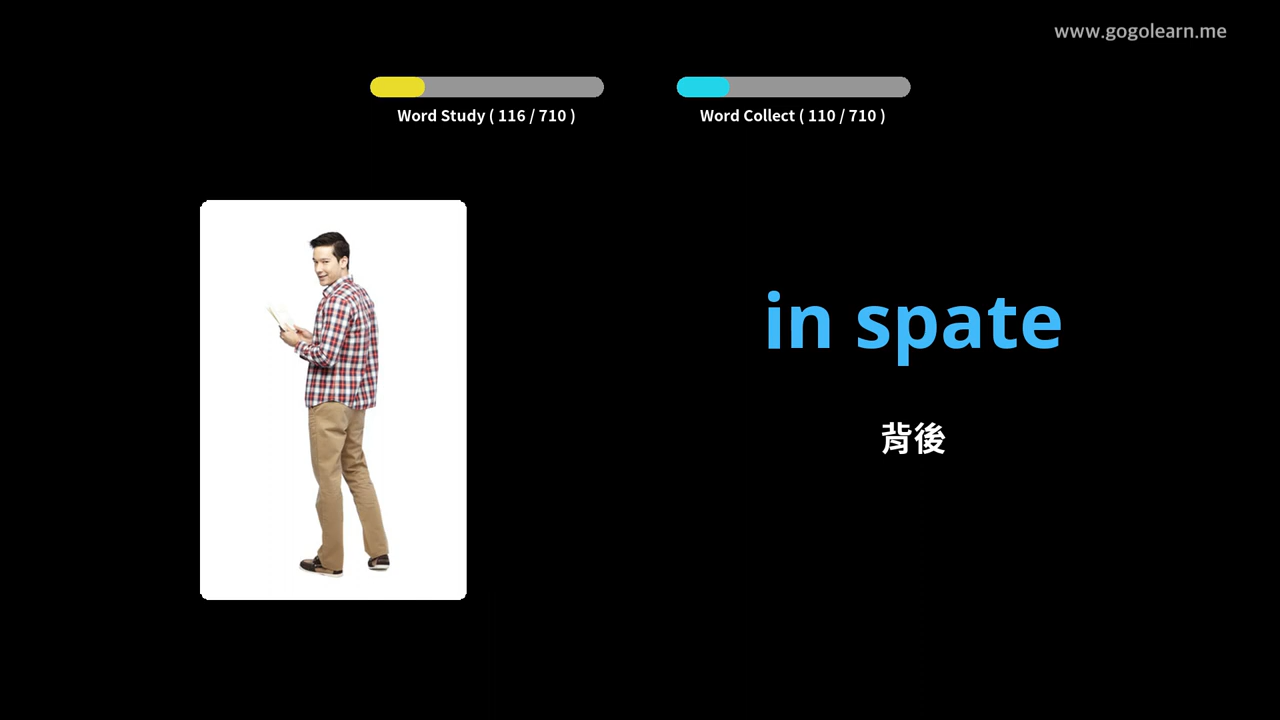 www.gogolearn.me
Word Study ( 116 / 710 )
Word Collect ( 110 / 710 )
in spate
背後